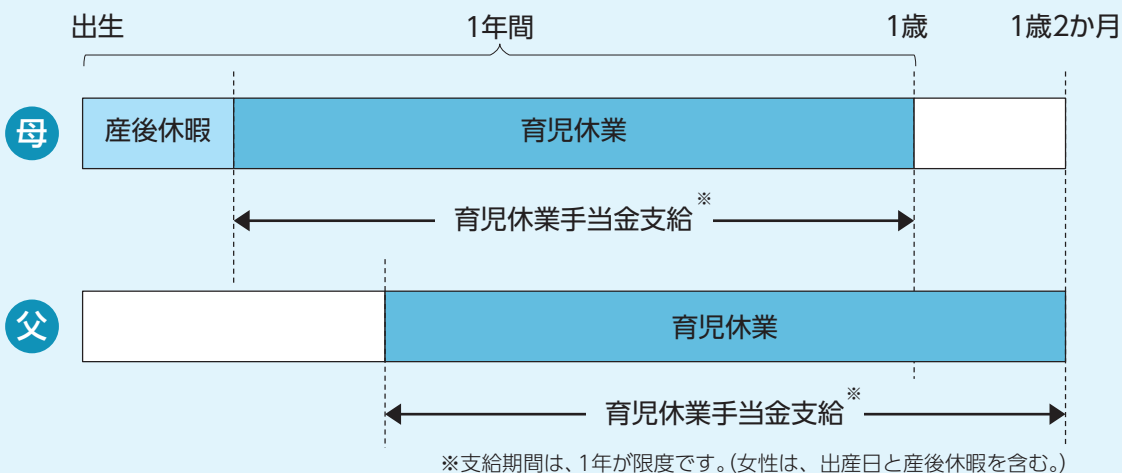 出生 1年間 1歳 1歳2か月
母 産後休暇 育児休業
育児休業手当金支給※
父 育児休業
育児休業手当金支給※
※支給期間は、1年が限度です。(女性は、出産日と産後休暇を含む。)